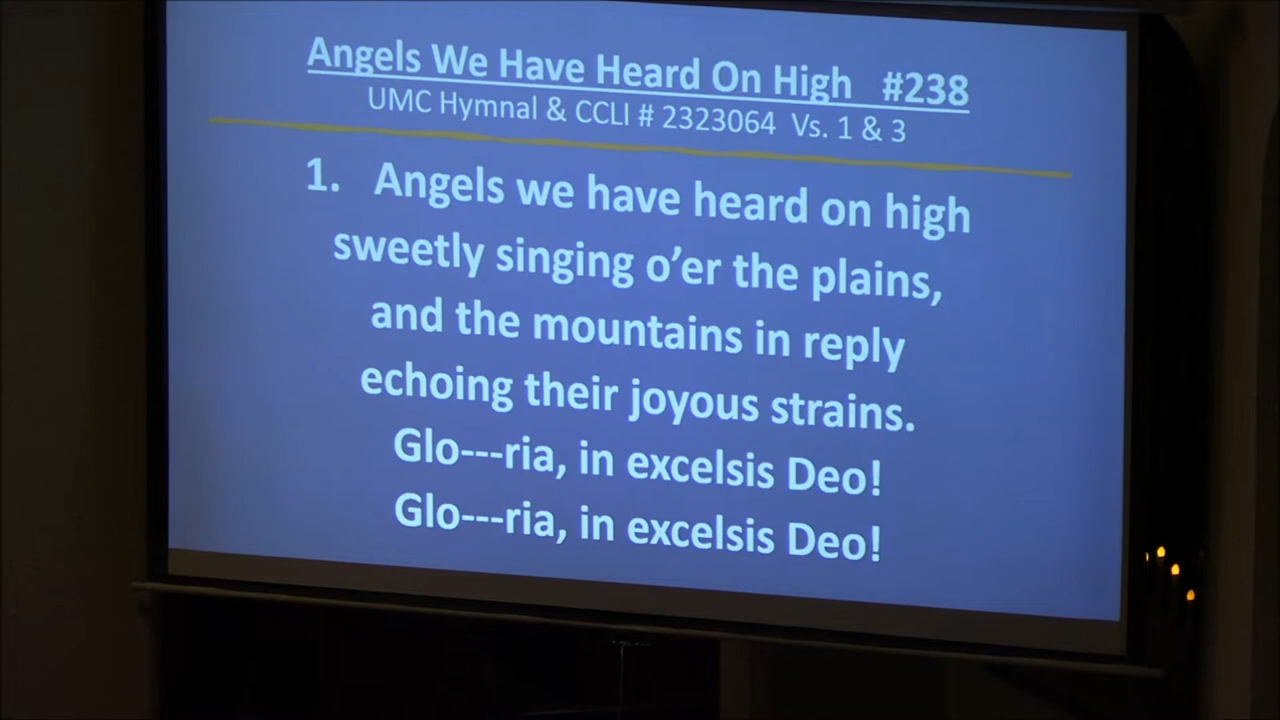 Angels We Have Heard On High #238
UMC Hymnal & CCLI # 2323064 Vs. 1 & 3
1. Angels we have heard on high
sweetly singing o’er the plains,
and the mountains in reply
echoing their joyous strains.
Glo---ria, in excelsis Deo!
Glo---ria, in excelsis Deo!